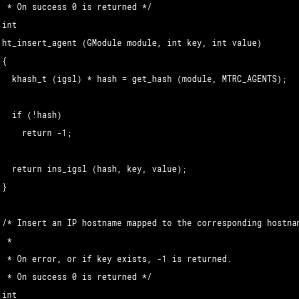 * On success 0 is returned */
int
ht_insert_agent (GModule module, int key, int value)
{
khash_t (igsl) * hash = get_hash (module, MTRC_AGENTS);
if (!hash)
return -1;
return ins_igsl (hash, key, value);
}
/* Insert an IP hostname mapped to the corresponding hostnam
*
* On error, or if key exists, -1 is returned.
* On success 0 is returned */
int